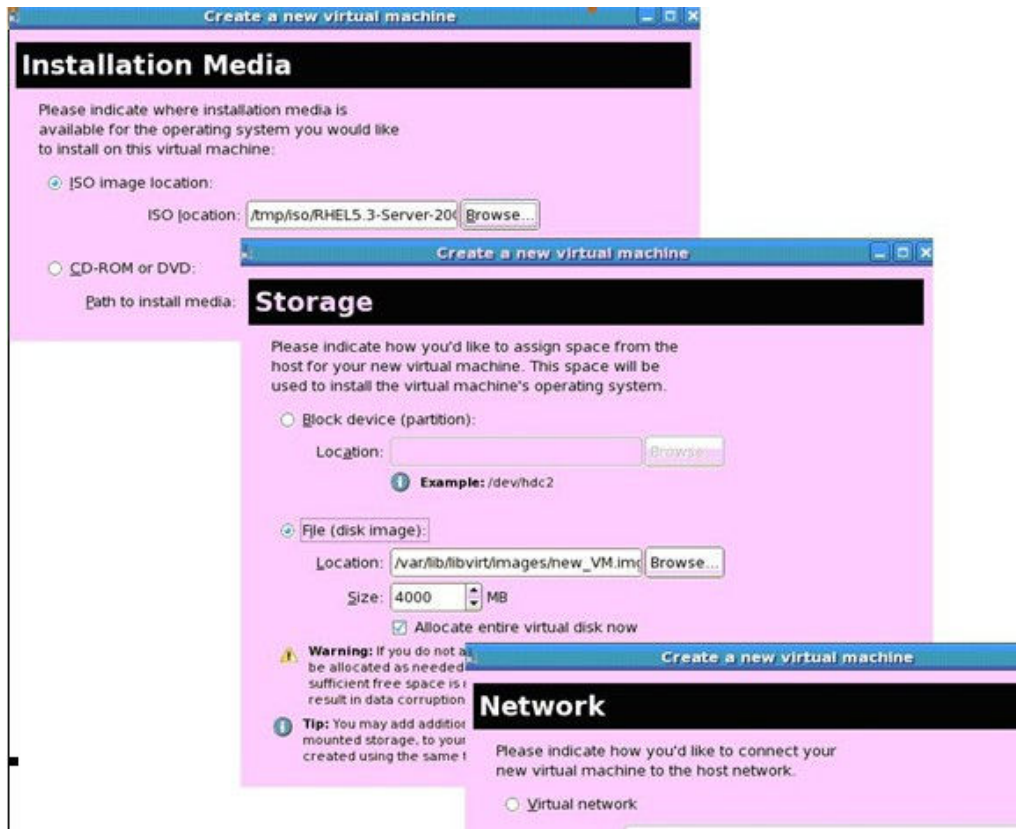 Create a new virtual machine
Installation Media
Please indicate where installation media is
available for the operating system you would like
to install on this virtual machine:
ISO image location:
ISO location: /tmp/iso/RHEL5.3-Server-20 Browse...
CD-ROM or DVD:
Path to install media:
Create a new virtual machine
Storage
Please indicate how you'd like to assign space from the
host for your new virtual machine. This space will be
used to install the virtual machine's operating system.
Block device (partition):
Location: Browse...
Example: /dev/hdc2
File (disk image):
Location: /var/lib/libvirt/images/new_VM.img Browse...
Size: 4000 MB
Allocate entire virtual disk now
Warning: If you do not a
be allocated as needed
sufficient free space is
result in data corruption
Tip: You may add addition
mounted storage, to your
created using the same t
Create a new virtual machine
Network
Please indicate how you'd like to connect your
new virtual machine to the host network.
Virtual network